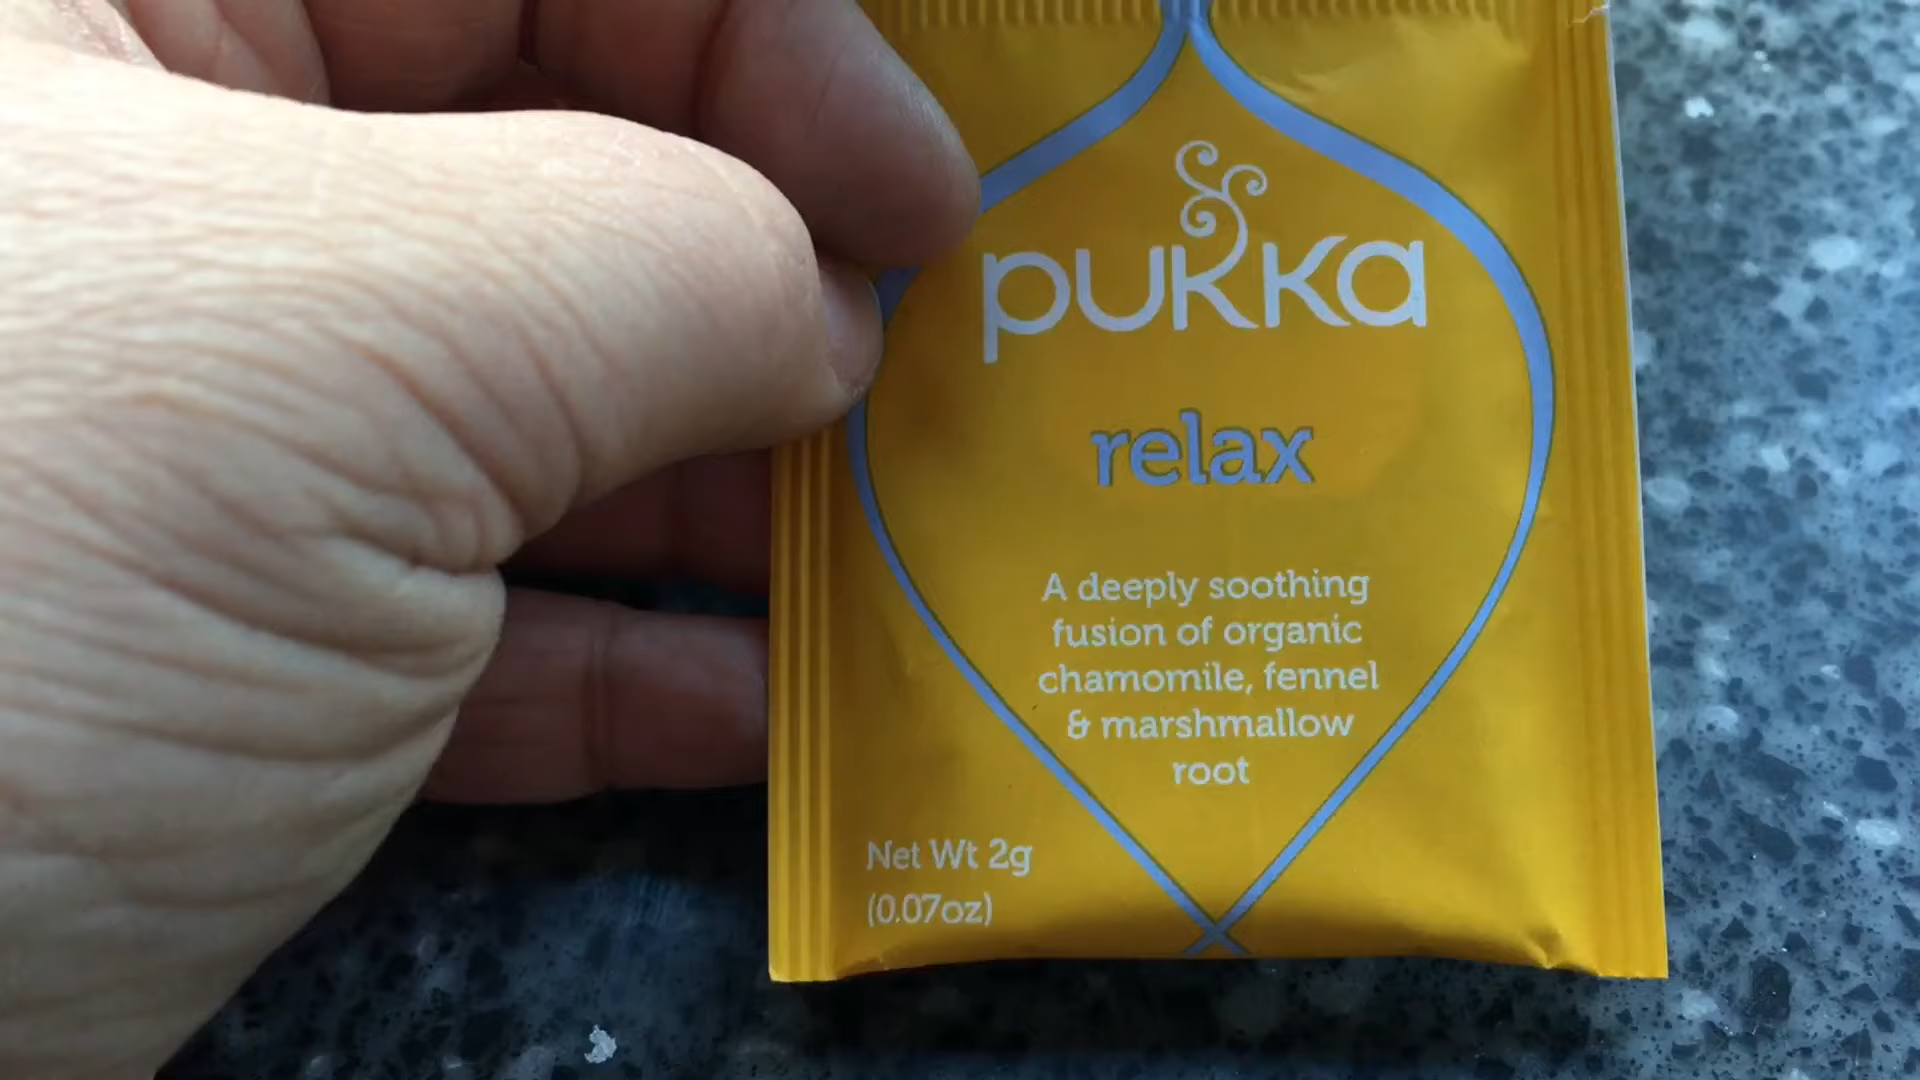 pukka
relax
A deeply soothing
fusion of organic
chamomile, fennel
& marshmallow
root
Net Wt 2g
(0.07oz)